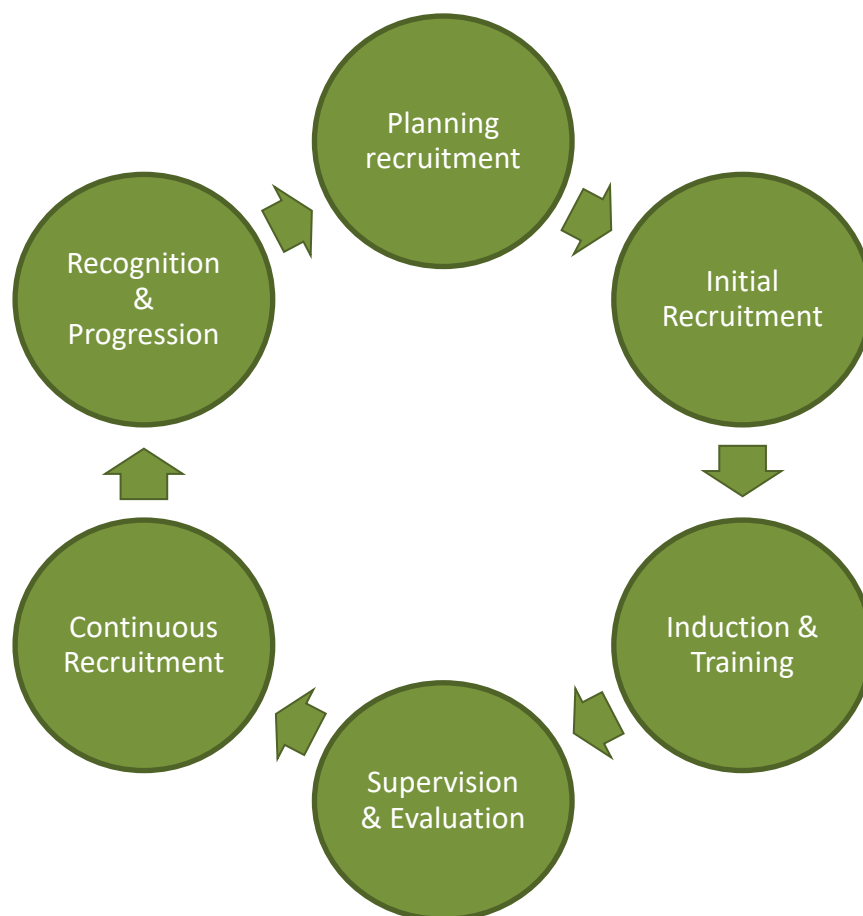 Planning
recruitment
Initial
Recruitment
Induction &
Training
Supervision
& Evaluation
Continuous
Recruitment
Recognition
&
Progression